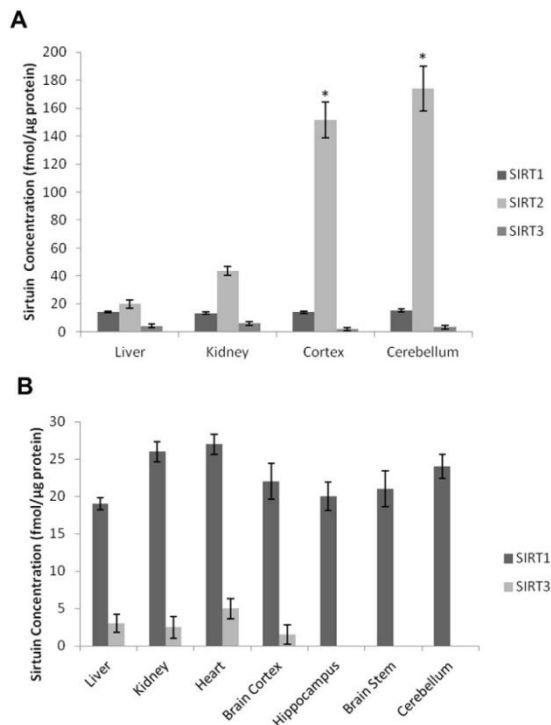 A
Sirtuin Concentration (fmol/µg protein)
200
180
160
140
120
100
80
60
40
20
0
*
*
Liver
Kidney
Cortex
Cerebellum
SIRT1
SIRT2
SIRT3
B
Sirtuin Concentration (fmol/µg protein)
30
25
20
15
10
5
0
Liver
Kidney
Heart
Brain Cortex
Hippocampus
Brain Stem
Cerebellum
SIRT1
SIRT3